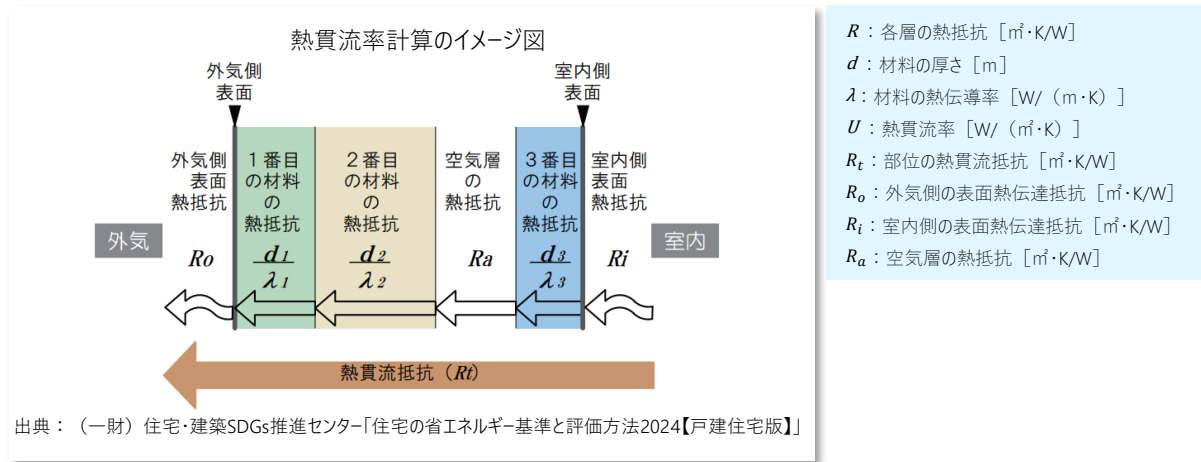 熱貫流率計算のイメージ図
外気側
表面
室内側
表面
外気側
表面
熱抵抗
1番目
の材料
の
熱抵抗
2番目
の材料
の
熱抵抗
空気層
の
熱抵抗
3番目
の材料
の
熱抵抗
室内側
表面
熱抵抗
外気
Ro
d1
λ1
d2
λ2
Ra
d3
λ3
Ri
室内
熱貫流抵抗（Rt）
出典：（一財）住宅・建築SDGs推進センター「住宅の省エネルギー基準と評価方法2024【戸建住宅版】」
R：各層の熱抵抗［㎡･K/W］
d：材料の厚さ［m］
λ：材料の熱伝導率［W/（m･K）］
U：熱貫流率［W/（㎡･K）］
Rt：部位の熱貫流抵抗［㎡･K/W］
Ro：外気側の表面熱伝達抵抗［㎡･K/W］
Ri：室内側の表面熱伝達抵抗［㎡･K/W］
Ra：空気層の熱抵抗［㎡･K/W］